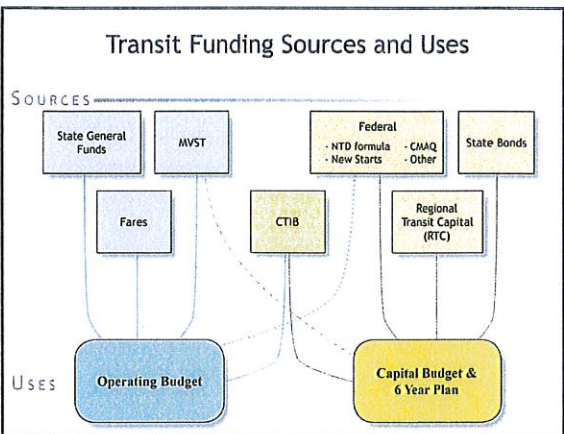 Transit Funding Sources and Uses
SOURCES
State General
Funds
MVST
Federal
- NTD formula - CMAQ
- New Starts - Other
State Bonds
Fares
CTIB
Regional
Transit Capital
(RTC)
USES
Operating Budget
Capital Budget &
6 Year Plan